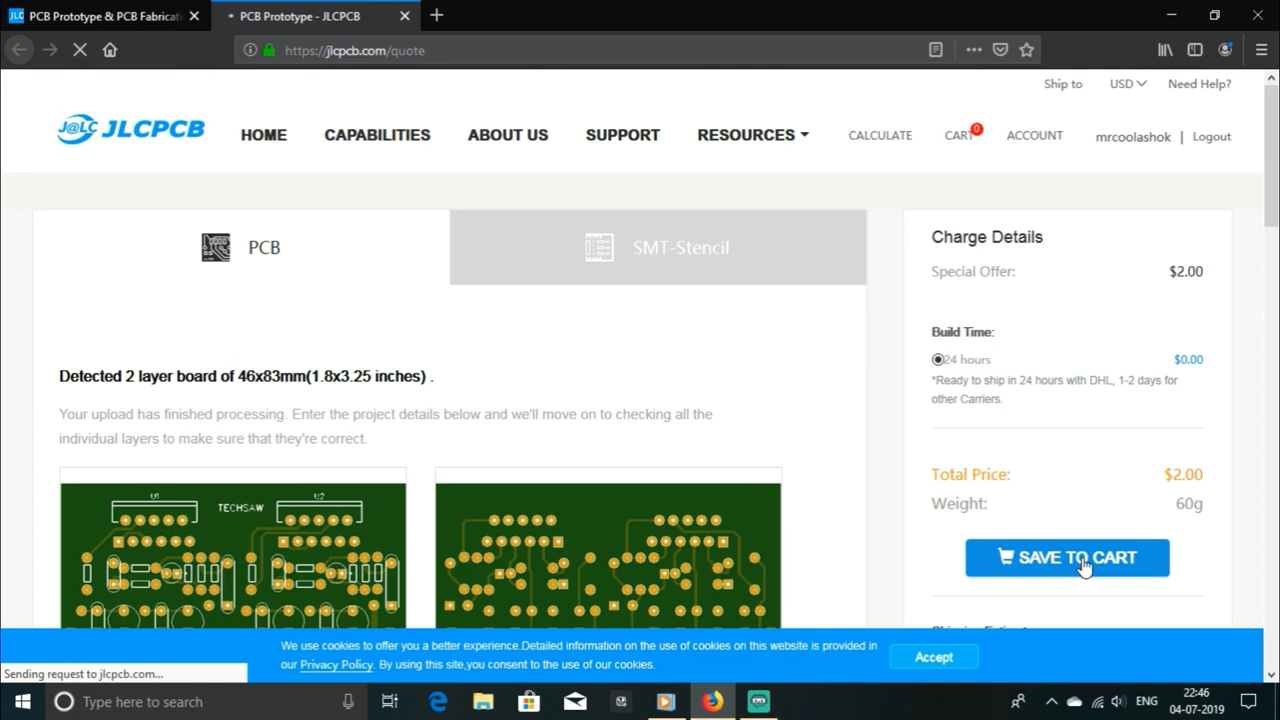 JLC PCB Prototype & PCB Fabricati
PCB Prototype - JLCPCB
https://jlcpcb.com/quote
Ship to USD Need Help?
J@LC JLCPCB HOME CAPABILITIES ABOUT US SUPPORT RESOURCES CALCULATE CART 0 ACCOUNT mrcoolashok | Logout
PCB SMT-Stencil
Charge Details
Special Offer: $2.00
Build Time:
24 hours $0.00
*Ready to ship in 24 hours with DHL, 1-2 days for
other Carriers.
Detected 2 layer board of 46x83mm(1.8x3.25 inches) .
Your upload has finished processing. Enter the project details below and we'll move on to checking all the
individual layers to make sure that they're correct.
Total Price: $2.00
Weight: 60g
SAVE TO CART
U1 TECHSAW U2
We use cookies to offer you a better experience.Detailed information on the use of cookies on this website is provided in
our Privacy Policy. By using this site,you consent to the use of our cookies.
Accept
Sending request to jlcpcb.com...
Type here to search
ENG
22:46
04-07-2019